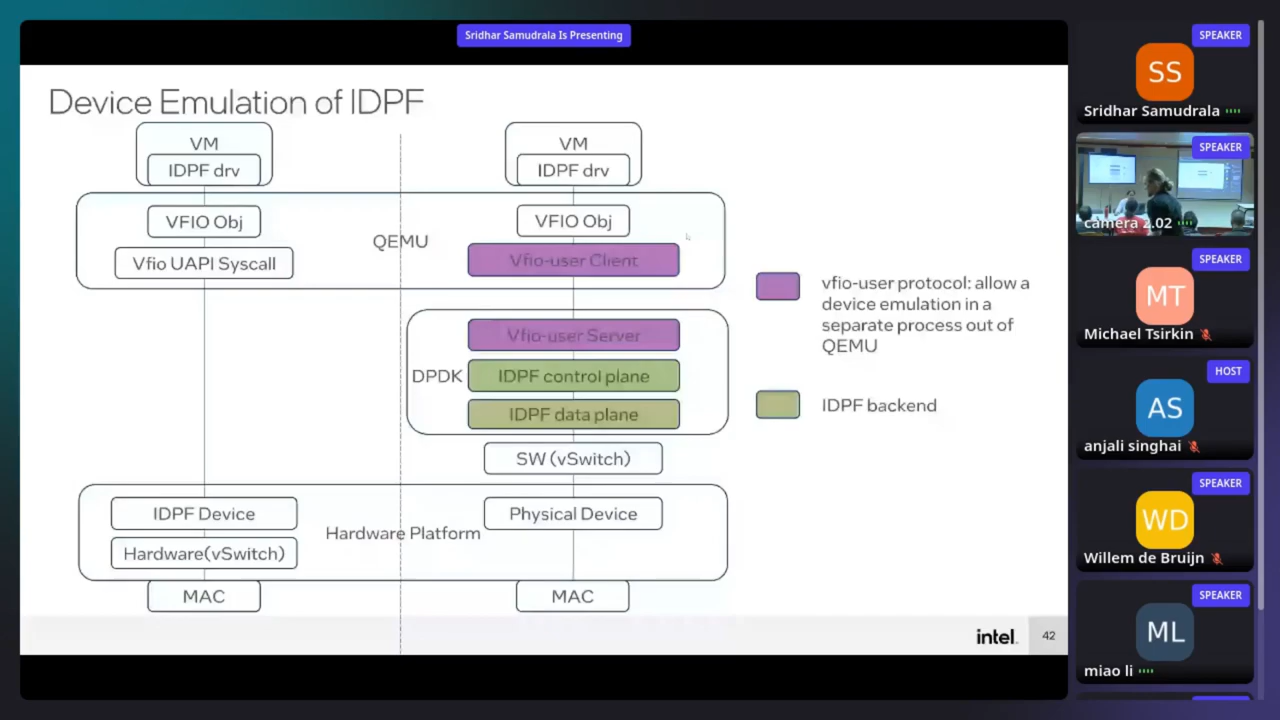 Sridhar Samudrala Is Presenting
Device Emulation of IDPF
VM
IDPF drv
VFIO Obj
Vfio UAPI Syscall
QEMU
VM
IDPF drv
VFIO Obj
Vfio-user Client
DPDK
Vfio-user Server
IDPF control plane
IDPF data plane
SW (vSwitch)
IDPF Device
Hardware(vSwitch)
Hardware Platform
Physical Device
MAC
MAC
vfio-user protocol: allow a
device emulation in a
separate process out of
QEMU
IDPF backend
intel.
42
SPEAKER
SS
Sridhar Samudrala
SPEAKER
camera 2.02
SPEAKER
MT
Michael Tsirkin
HOST
AS
anjali singhai
SPEAKER
WD
Willem de Bruijn
SPEAKER
ML
miao li